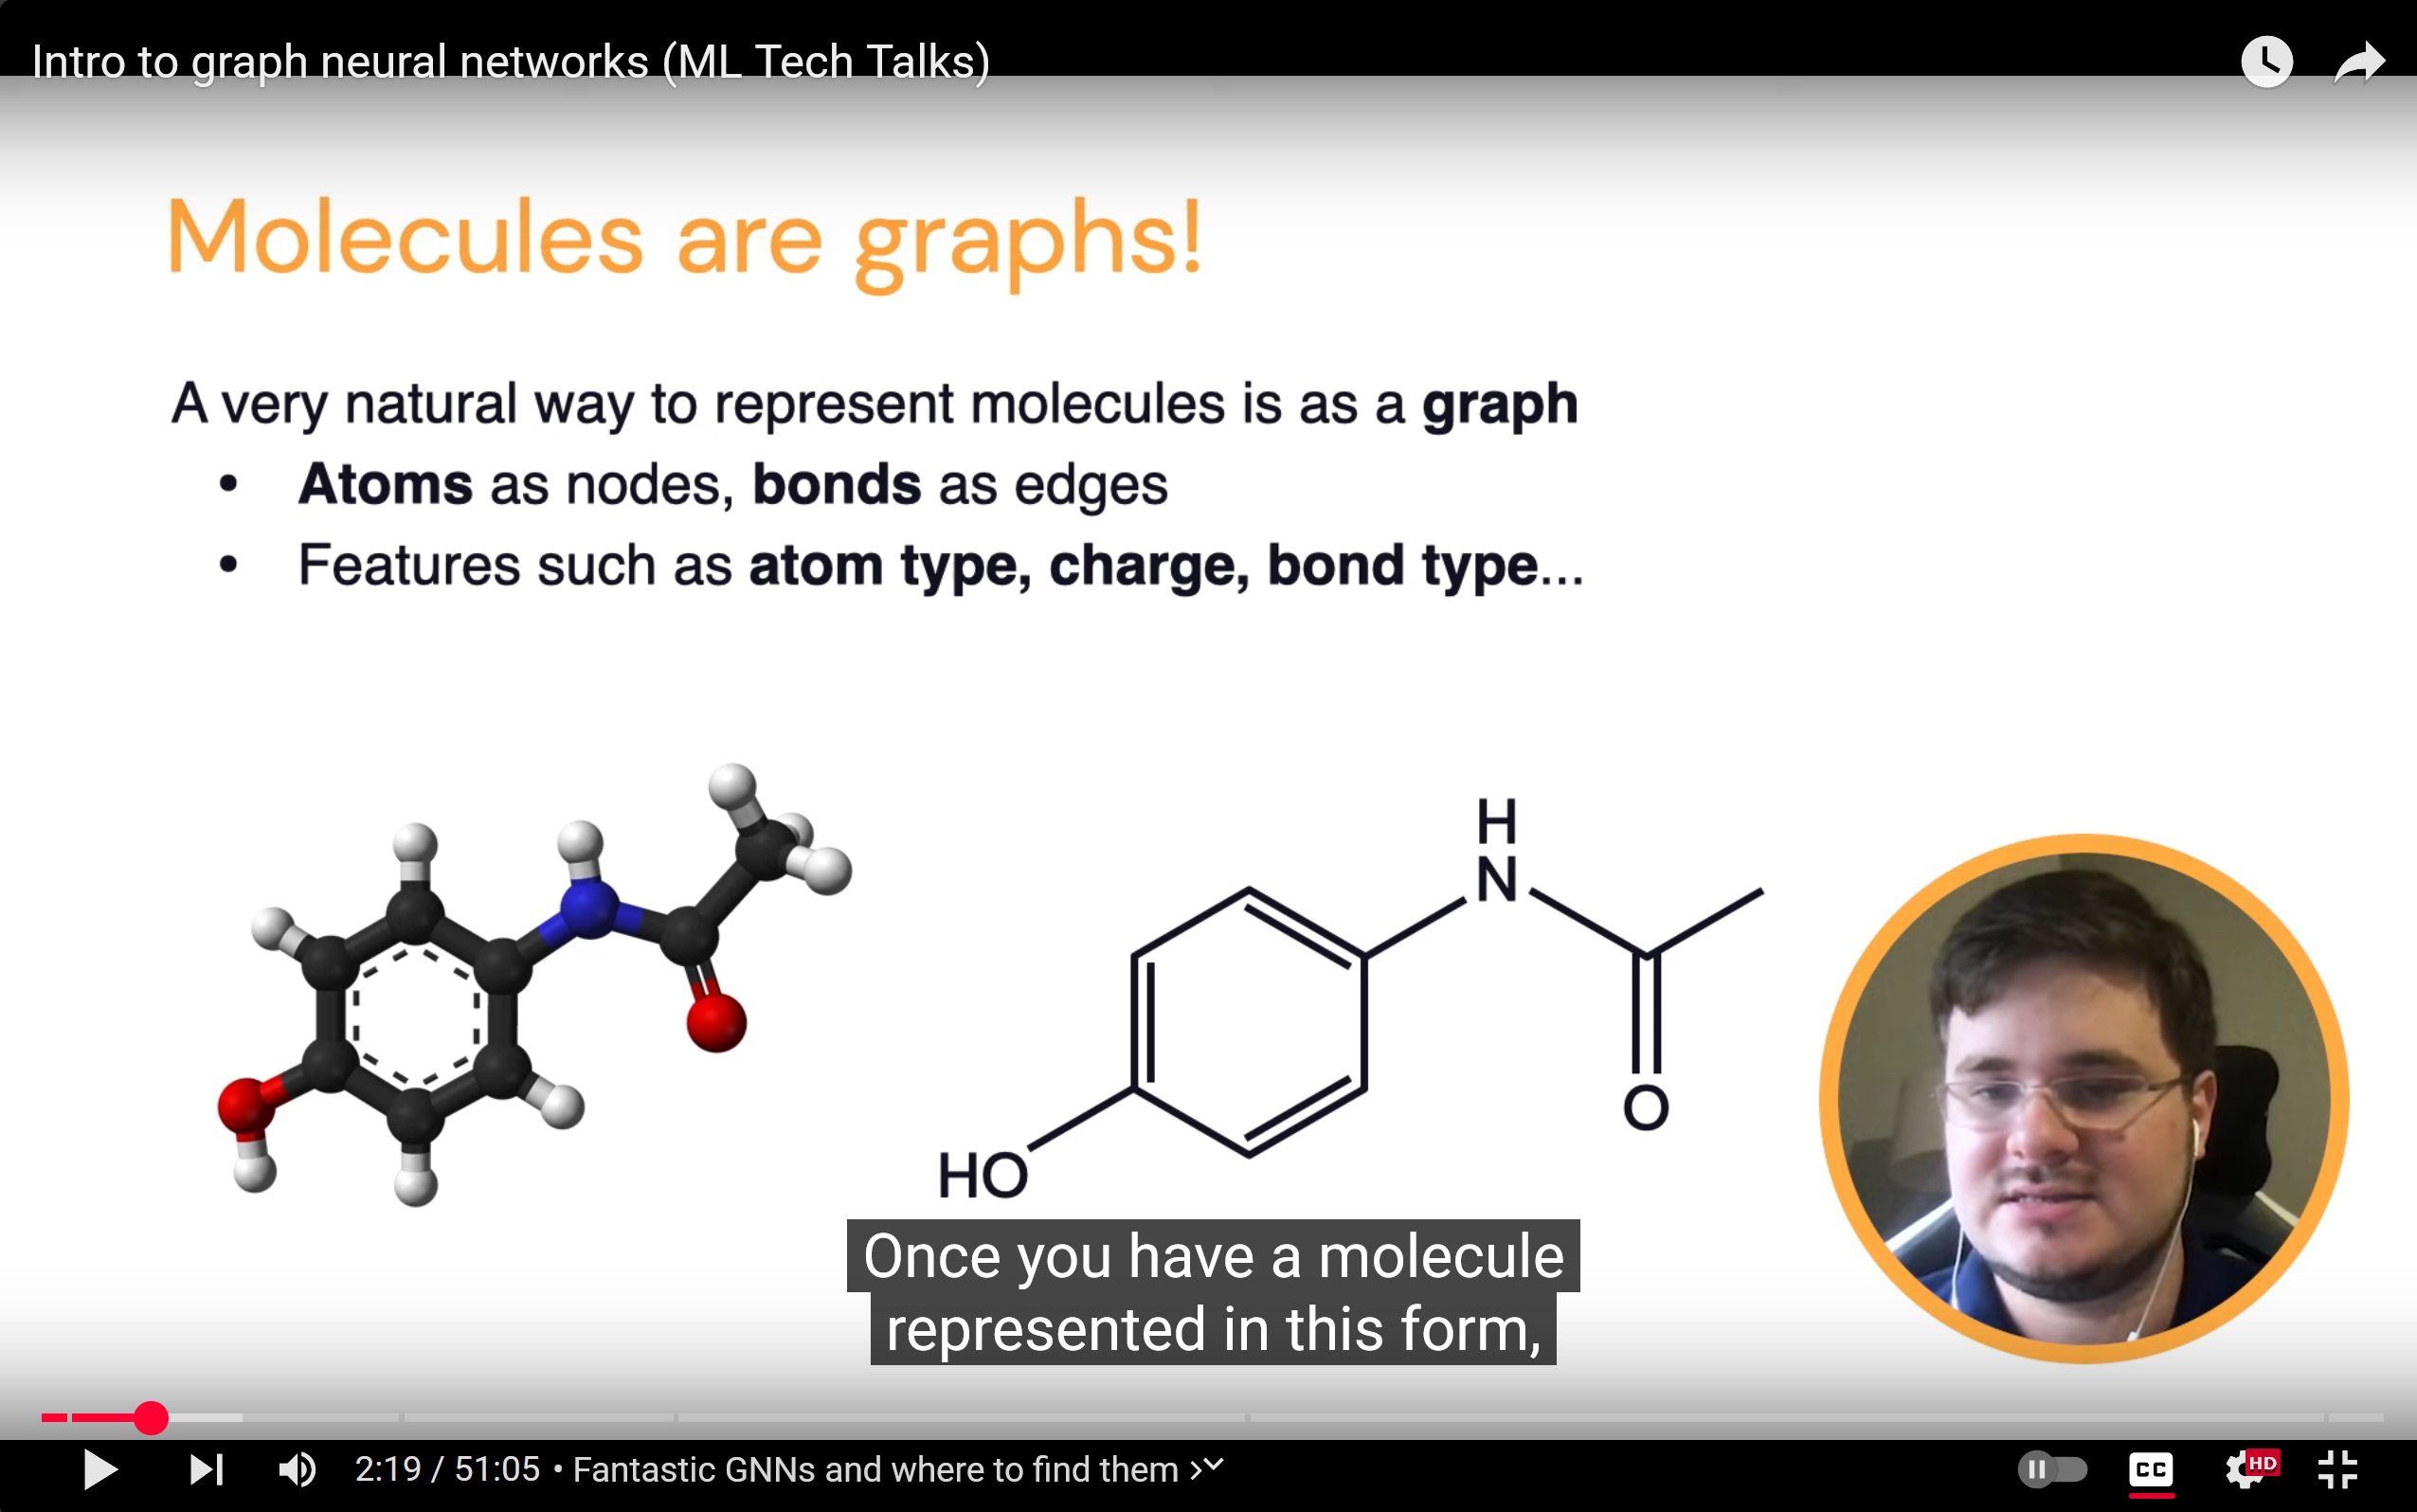 Intro to graph neural networks (ML Tech Talks)
Molecules are graphs!
A very natural way to represent molecules is as a graph
• Atoms as nodes, bonds as edges
• Features such as atom type, charge, bond type...
H
N
O
HO
Once you have a molecule
represented in this form,
2:19 / 51:05 • Fantastic GNNs and where to find them
CC
HD